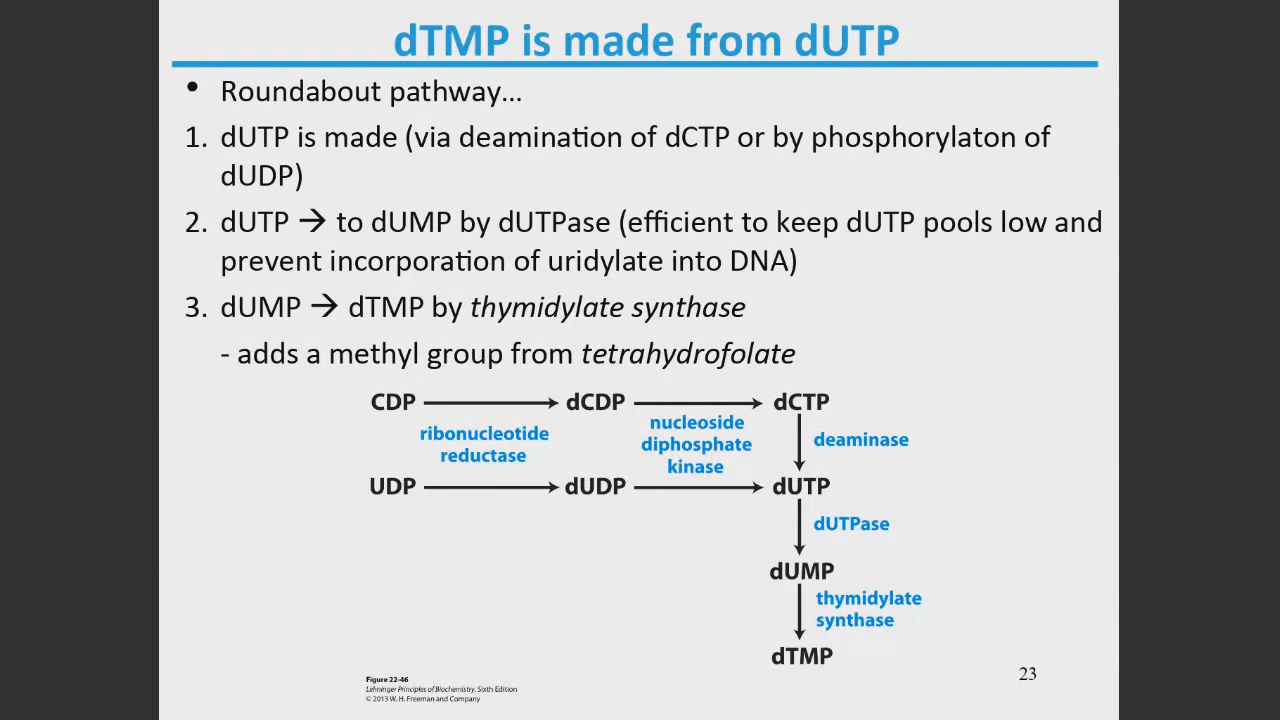 dTMP is made from dUTP
• Roundabout pathway...
1. dUTP is made (via deamination of dCTP or by phosphorylaton of
dUDP)
2. dUTP → to dUMP by dUTPase (efficient to keep dUTP pools low and
prevent incorporation of uridylate into DNA)
3. dUMP → dTMP by thymidylate synthase
- adds a methyl group from tetrahydrofolate
CDP → dCDP → dCTP
ribonucleotide
reductase
nucleoside
diphosphate
kinase
deaminase
UDP → dUDP → dUTP
dUTPase
dUMP
thymidylate
synthase
dTMP
Figure 22-46
Lehninger Principles of Biochemistry, Sixth Edition
© 2013 W. H. Freeman and Company
23